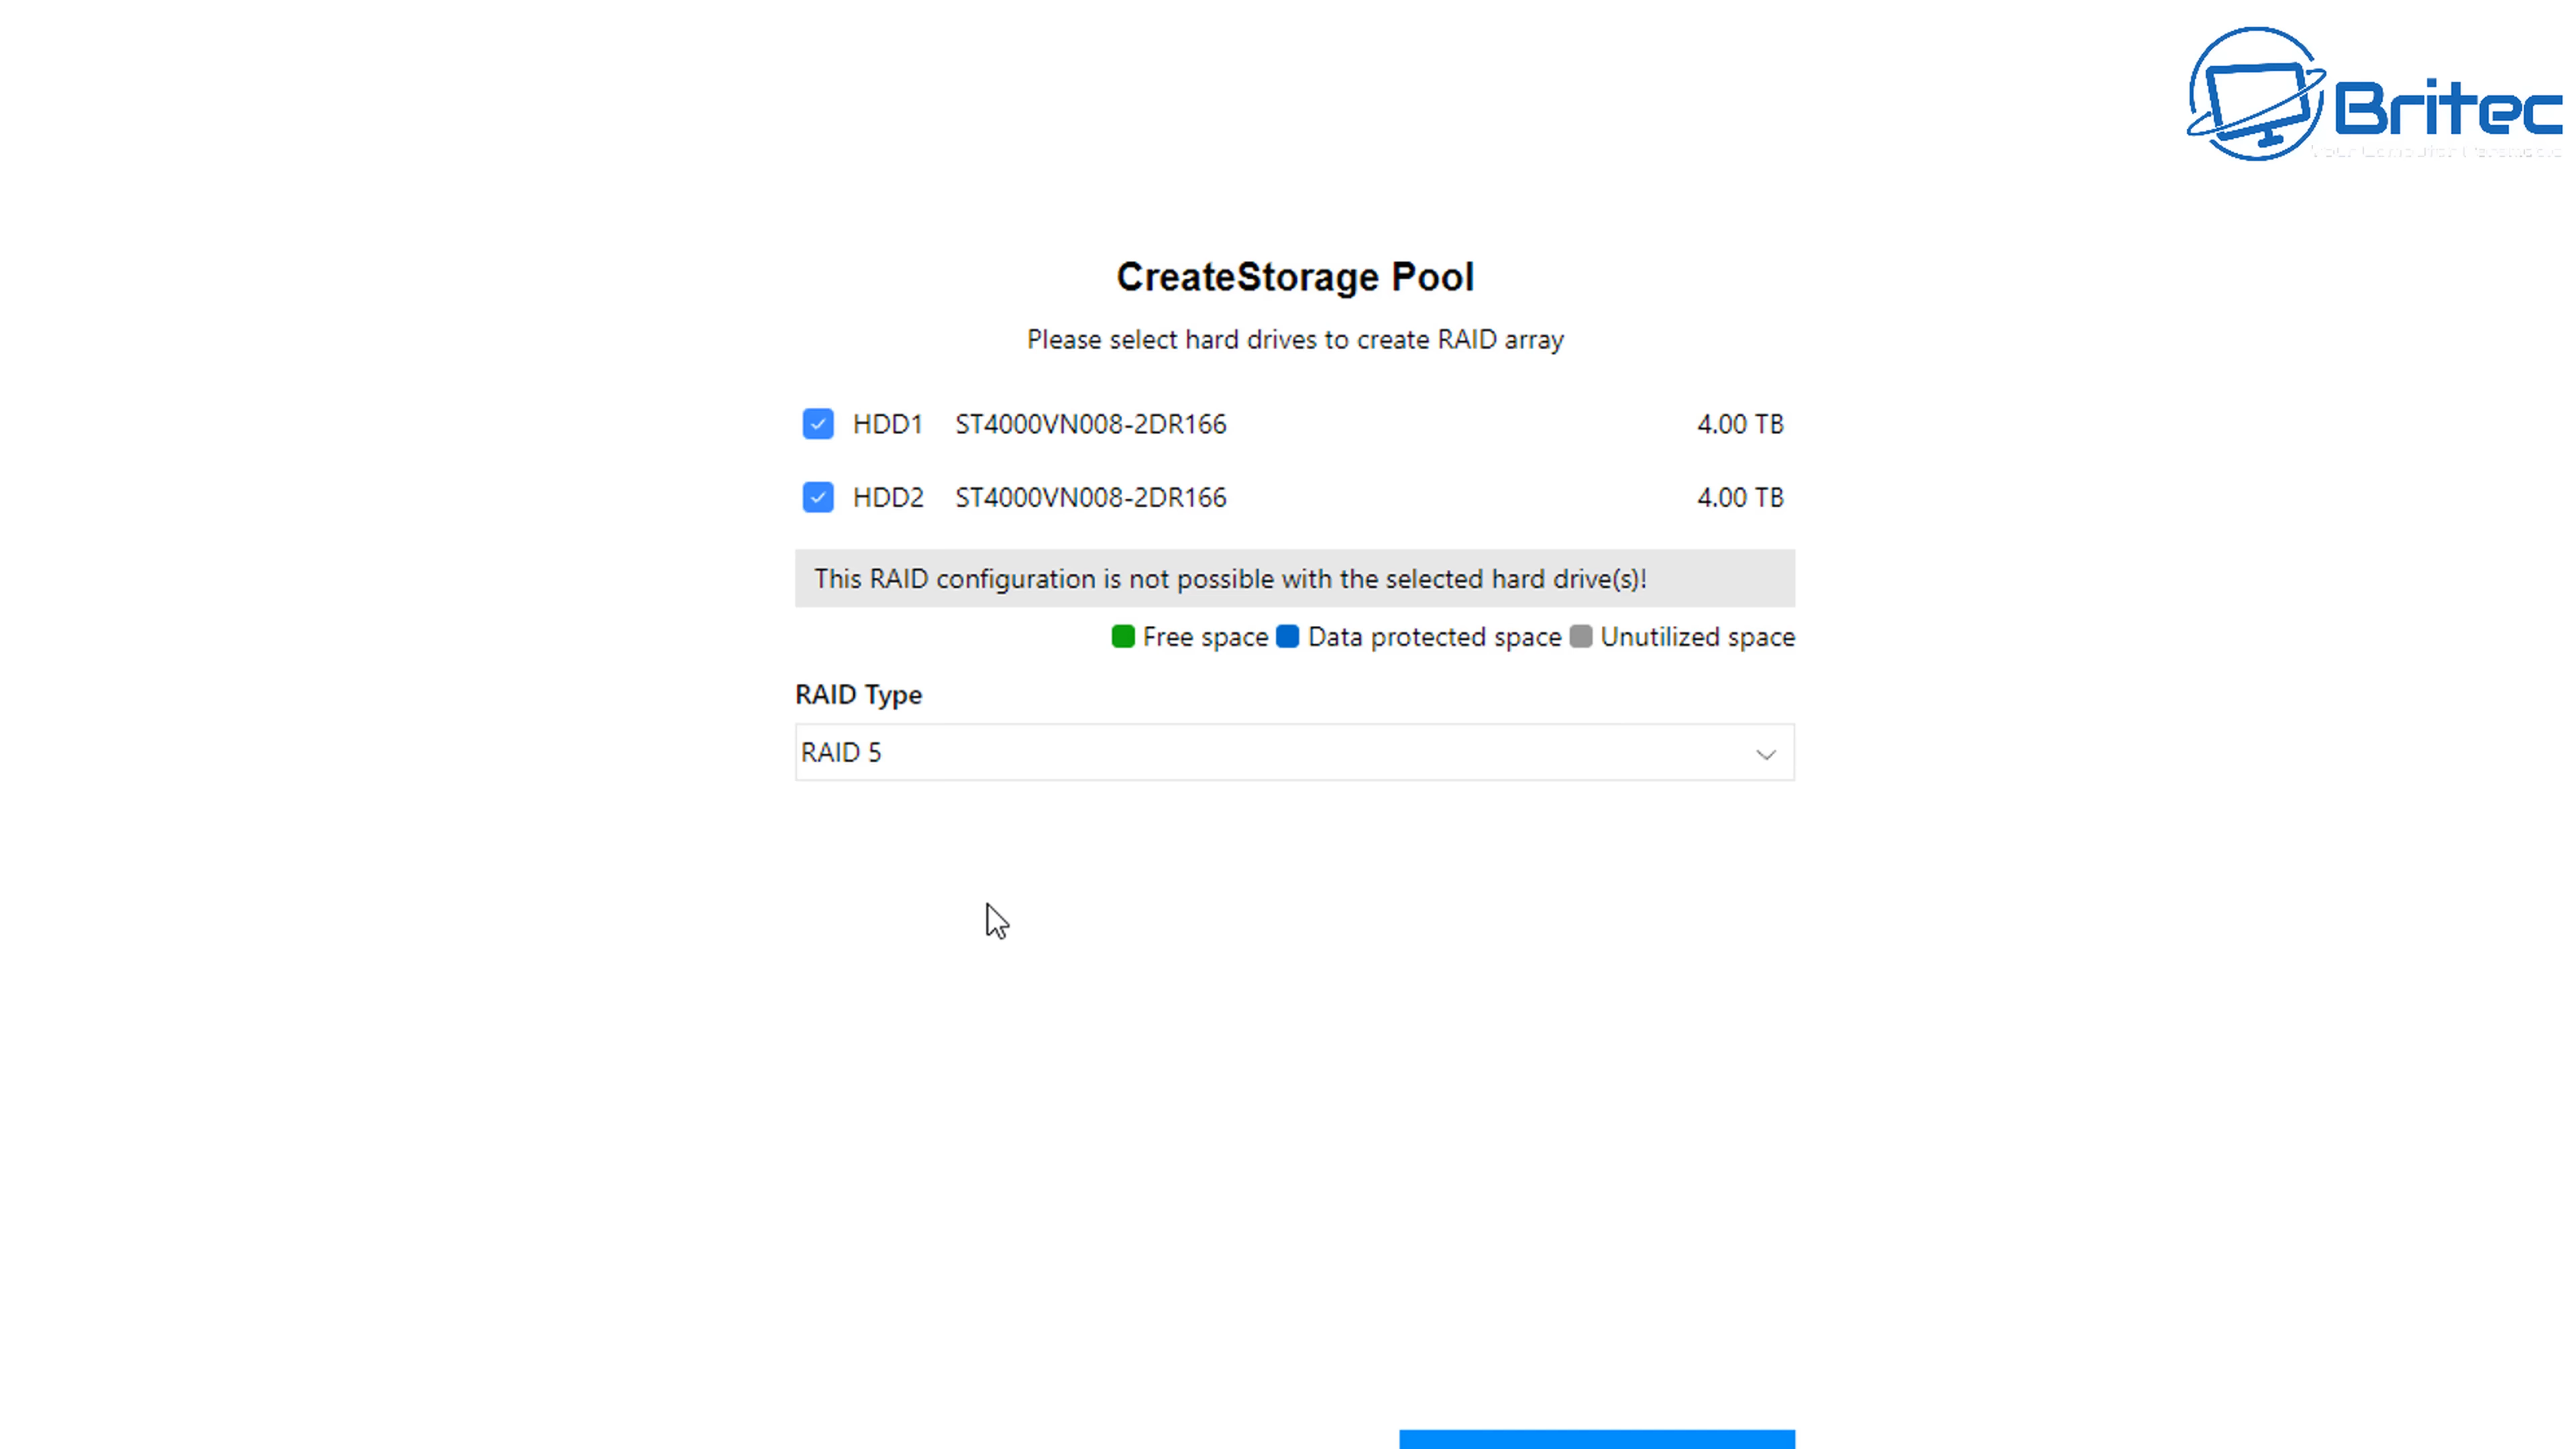 Britec
CreateStorage Pool
Please select hard drives to create RAID array
HDD1 ST4000VN008-2DR166 4.00 TB
HDD2 ST4000VN008-2DR166 4.00 TB
This RAID configuration is not possible with the selected hard drive(s)!
Free space Data protected space Unutilized space
RAID Type
RAID 5